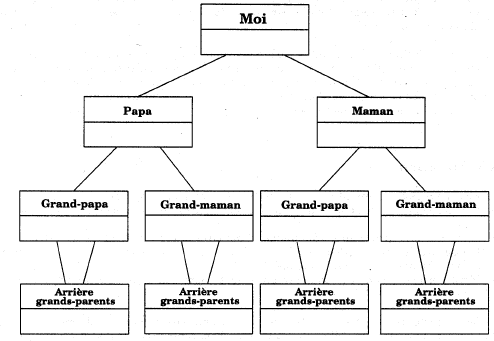 Moi
Papa
Maman
Grand-papa
Grand-maman
Grand-papa
Grand-maman
Arrière
grands-parents
Arrière
grands-parents
Arrière
grands-parents
Arrière
grands-parents